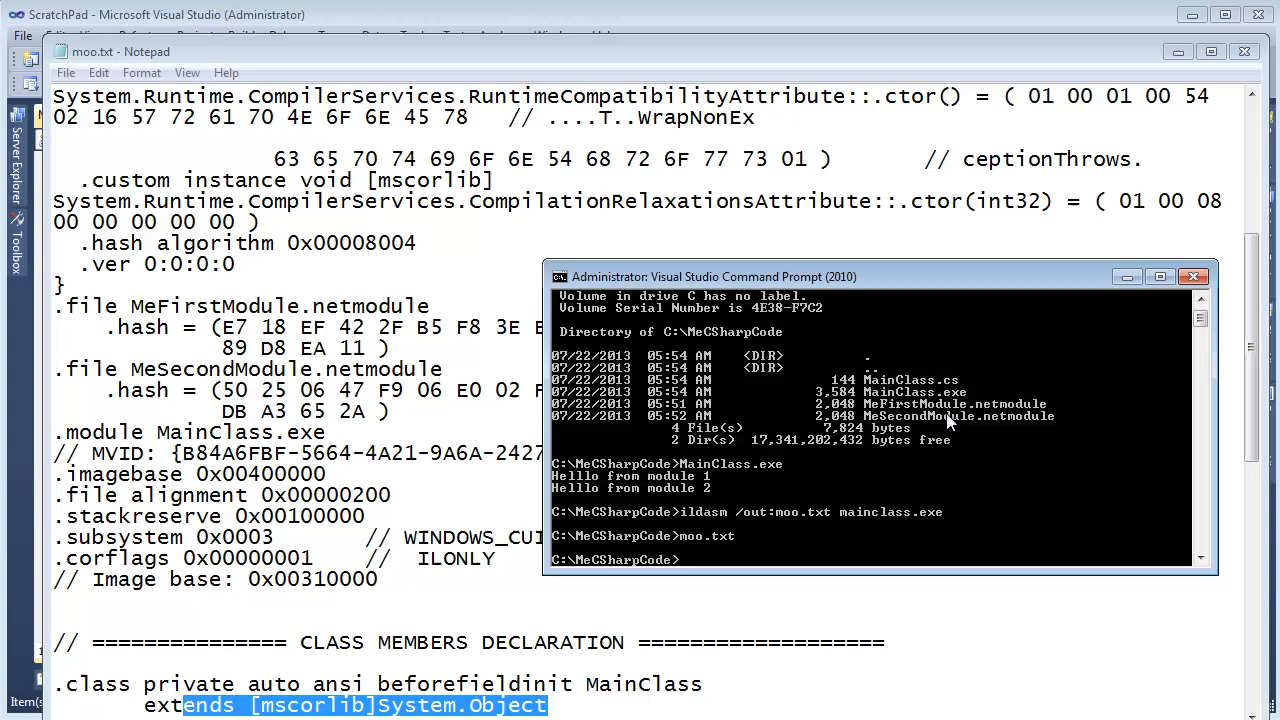 ScratchPad - Microsoft Visual Studio (Administrator)
File
moo.txt - Notepad
File Edit Format View Help
Server Explorer
Toolbox
System.Runtime.CompilerServices.RuntimeCompatibilityAttribute::.ctor() = ( 01 00 01 00 54
02 16 57 72 61 70 4E 6F 6E 45 78 // ....T..WrapNonEx
63 65 70 74 69 6F 6E 54 68 72 6F 77 73 01 ) // ceptionThrows.
.custom instance void [mscorlib]
System.Runtime.CompilerServices.CompilationRelaxationsAttribute::.ctor(int32) = ( 01 00 08
00 00 00 00 00 )
.hash algorithm 0x00008004
.ver 0:0:0:0
}
.file MeFirstModule.netmodule
.hash = (E7 18 EF 42 2F B5 F8 3E
89 D8 EA 11 )
.file MeSecondModule.netmodule
.hash = (50 25 06 47 F9 06 E0 02
DB A3 65 2A )
.module MainClass.exe
// MVID: {B84A6FBF-5664-4A21-9A6A-2427
.imagebase 0x00400000
.file alignment 0x00000200
.stackreserve 0x00100000
.subsystem 0x0003 // WINDOWS_CUI
.corflags 0x00000001 // ILONLY
// Image base: 0x00310000
// =============== CLASS MEMBERS DECLARATION ===================
.class private auto ansi beforefieldinit MainClass
extends [mscorlib]System.Object
Item(s)
Administrator: Visual Studio Command Prompt (2010)
Volume in drive C has no label.
Volume Serial Number is 4E38-F7C2
Directory of C:\MeCSharpCode
07/22/2013 05:54 AM <DIR> .
07/22/2013 05:54 AM <DIR> ..
07/22/2013 05:54 AM 144 MainClass.cs
07/22/2013 05:54 AM 3,584 MainClass.exe
07/22/2013 05:51 AM 2,048 MeFirstModule.netmodule
07/22/2013 05:52 AM 2,048 MeSecondModule.netmodule
4 File(s) 7,824 bytes
2 Dir(s) 17,341,202,432 bytes free
C:\MeCSharpCode>MainClass.exe
Helllo from module 1
Helllo from module 2
C:\MeCSharpCode>ildasm /out:moo.txt mainclass.exe
C:\MeCSharpCode>moo.txt
C:\MeCSharpCode>